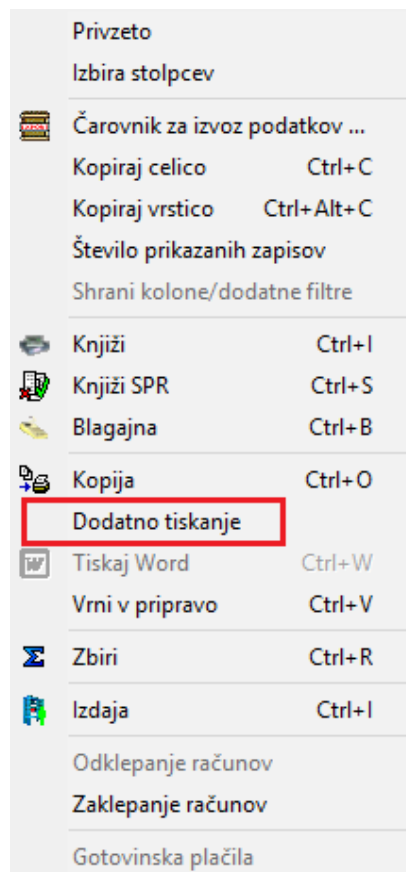 Privzeto
Izbira stolpcev
Čarovnik za izvoz podatkov ...
Kopiraj celico Ctrl+C
Kopiraj vrstico Ctrl+Alt+C
Število prikazanih zapisov
Shrani kolone/dodatne filtre
Knjiži Ctrl+I
Knjiži SPR Ctrl+S
Blagajna Ctrl+B
Kopija Ctrl+O
Dodatno tiskanje
Tiskaj Word Ctrl+W
Vrni v pripravo Ctrl+V
Zbiri Ctrl+R
Izdaja Ctrl+I
Odklepanje računov
Zaklepanje računov
Gotovinska plačila